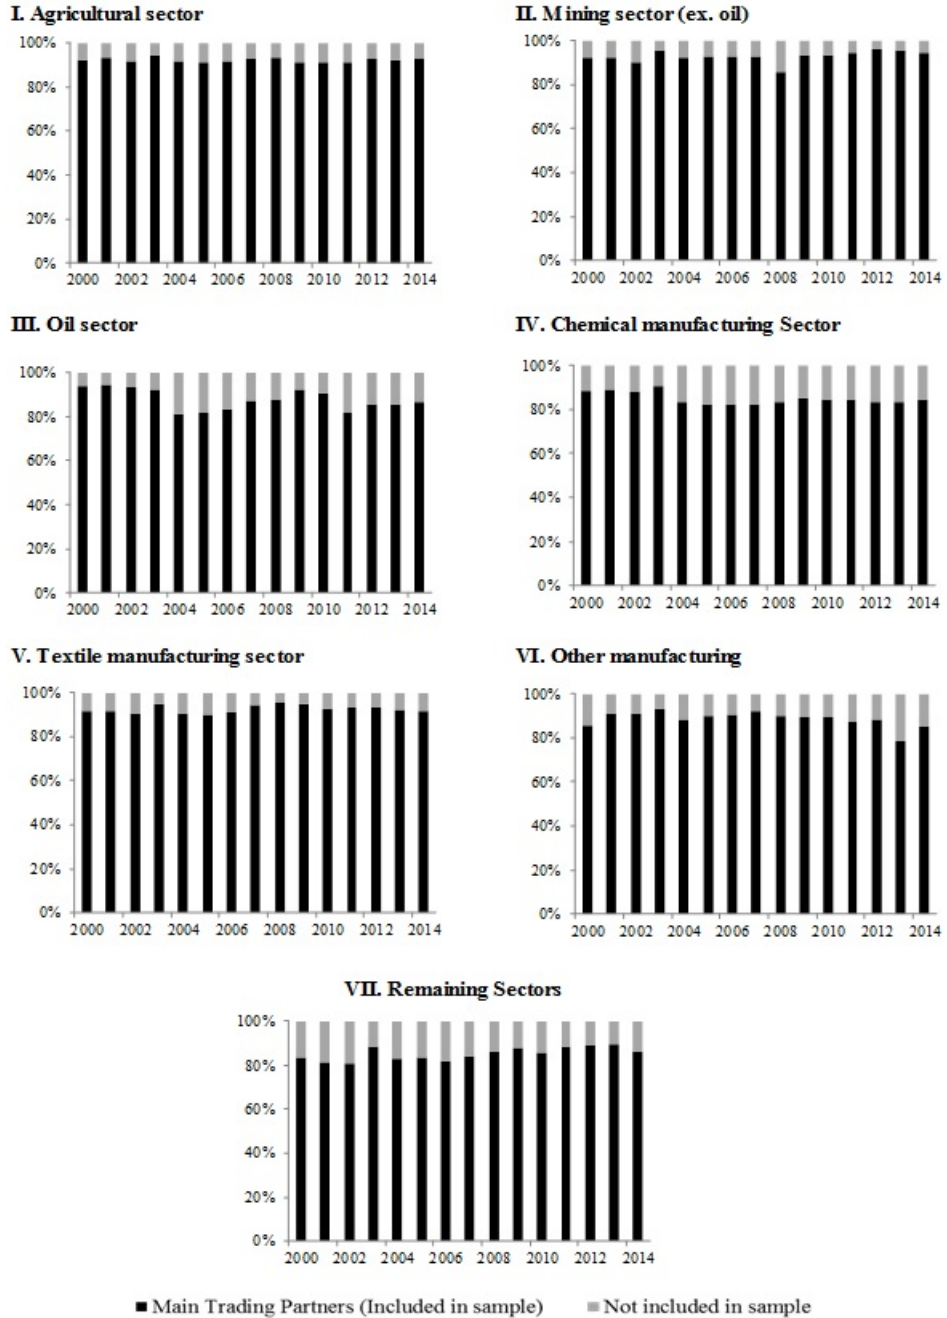 I. Agricultural sector
100%
80%
60%
40%
20%
0%
2000 2002 2004 2006 2008 2010 2012 2014
II. Mining sector (ex. oil)
100%
80%
60%
40%
20%
0%
2000 2002 2004 2006 2008 2010 2012 2014
III. Oil sector
100%
80%
60%
40%
20%
0%
2000 2002 2004 2006 2008 2010 2012 2014
IV. Chemical manufacturing Sector
100%
80%
60%
40%
20%
0%
2000 2002 2004 2006 2008 2010 2012 2014
V. Textile manufacturing sector
100%
80%
60%
40%
20%
0%
2000 2002 2004 2006 2008 2010 2012 2014
VI. Other manufacturing
100%
80%
60%
40%
20%
0%
2000 2002 2004 2006 2008 2010 2012 2014
VII. Remaining Sectors
100%
80%
60%
40%
20%
0%
2000 2002 2004 2006 2008 2010 2012 2014
Main Trading Partners (Included in sample) Not included in sample